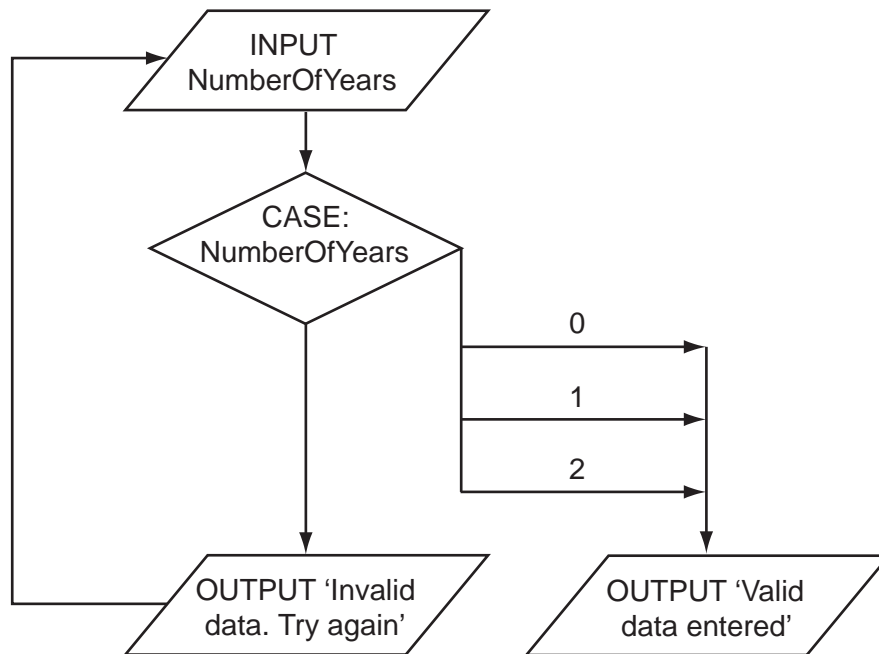 INPUT
NumberOfYears
CASE:
NumberOfYears
0
1
2
OUTPUT ‘Invalid
data. Try again’
OUTPUT ‘Valid
data entered’